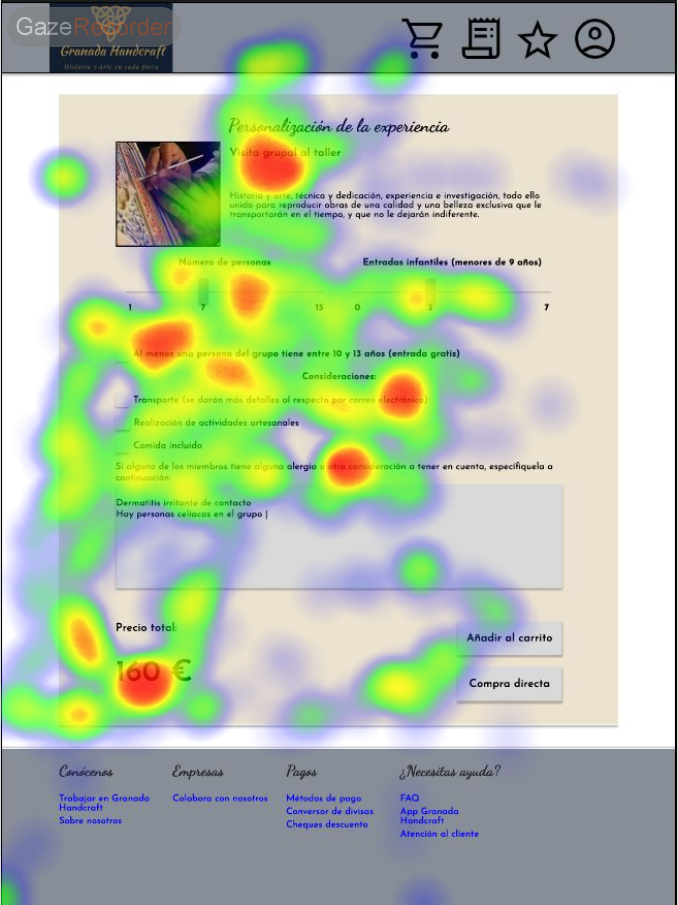 GazeRecorder
Granada Handcraft
Historia y arte en cada pieza
Personalización de la experiencia
Visita grupal al taller
Historia y arte, técnica y dedicación, experiencia e investigación, todo ello
unido para reproducir obras de una calidad y una belleza exclusiva que le
transportarán en el tiempo, y que no le dejarán indiferente.
Número de personas
Entradas infantiles (menores de 9 años)
1 7 15 0 3 7
Al menos una persona del grupo tiene entre 10 y 13 años (entrada gratis)
Consideraciones:
Transporte (se darán más detalles al respecto por correo electrónico)
Realización de actividades artesanales
Comida incluida
Si alguno de los miembros tiene alguna alergia u otra consideración a tener en cuenta, especifíquela a
continuación:
Dermatitis irritante de contacto
Hay personas celiacas en el grupo |
Precio total:
160 €
Añadir al carrito
Compra directa
Conócenos
Trabajar en Granada
Handcraft
Sobre nosotros
Empresas
Colabora con nosotros
Pagos
Métodos de pago
Conversor de divisas
Cheques descuento
¿Necesitas ayuda?
FAQ
App Granada
Handcraft
Atención al cliente